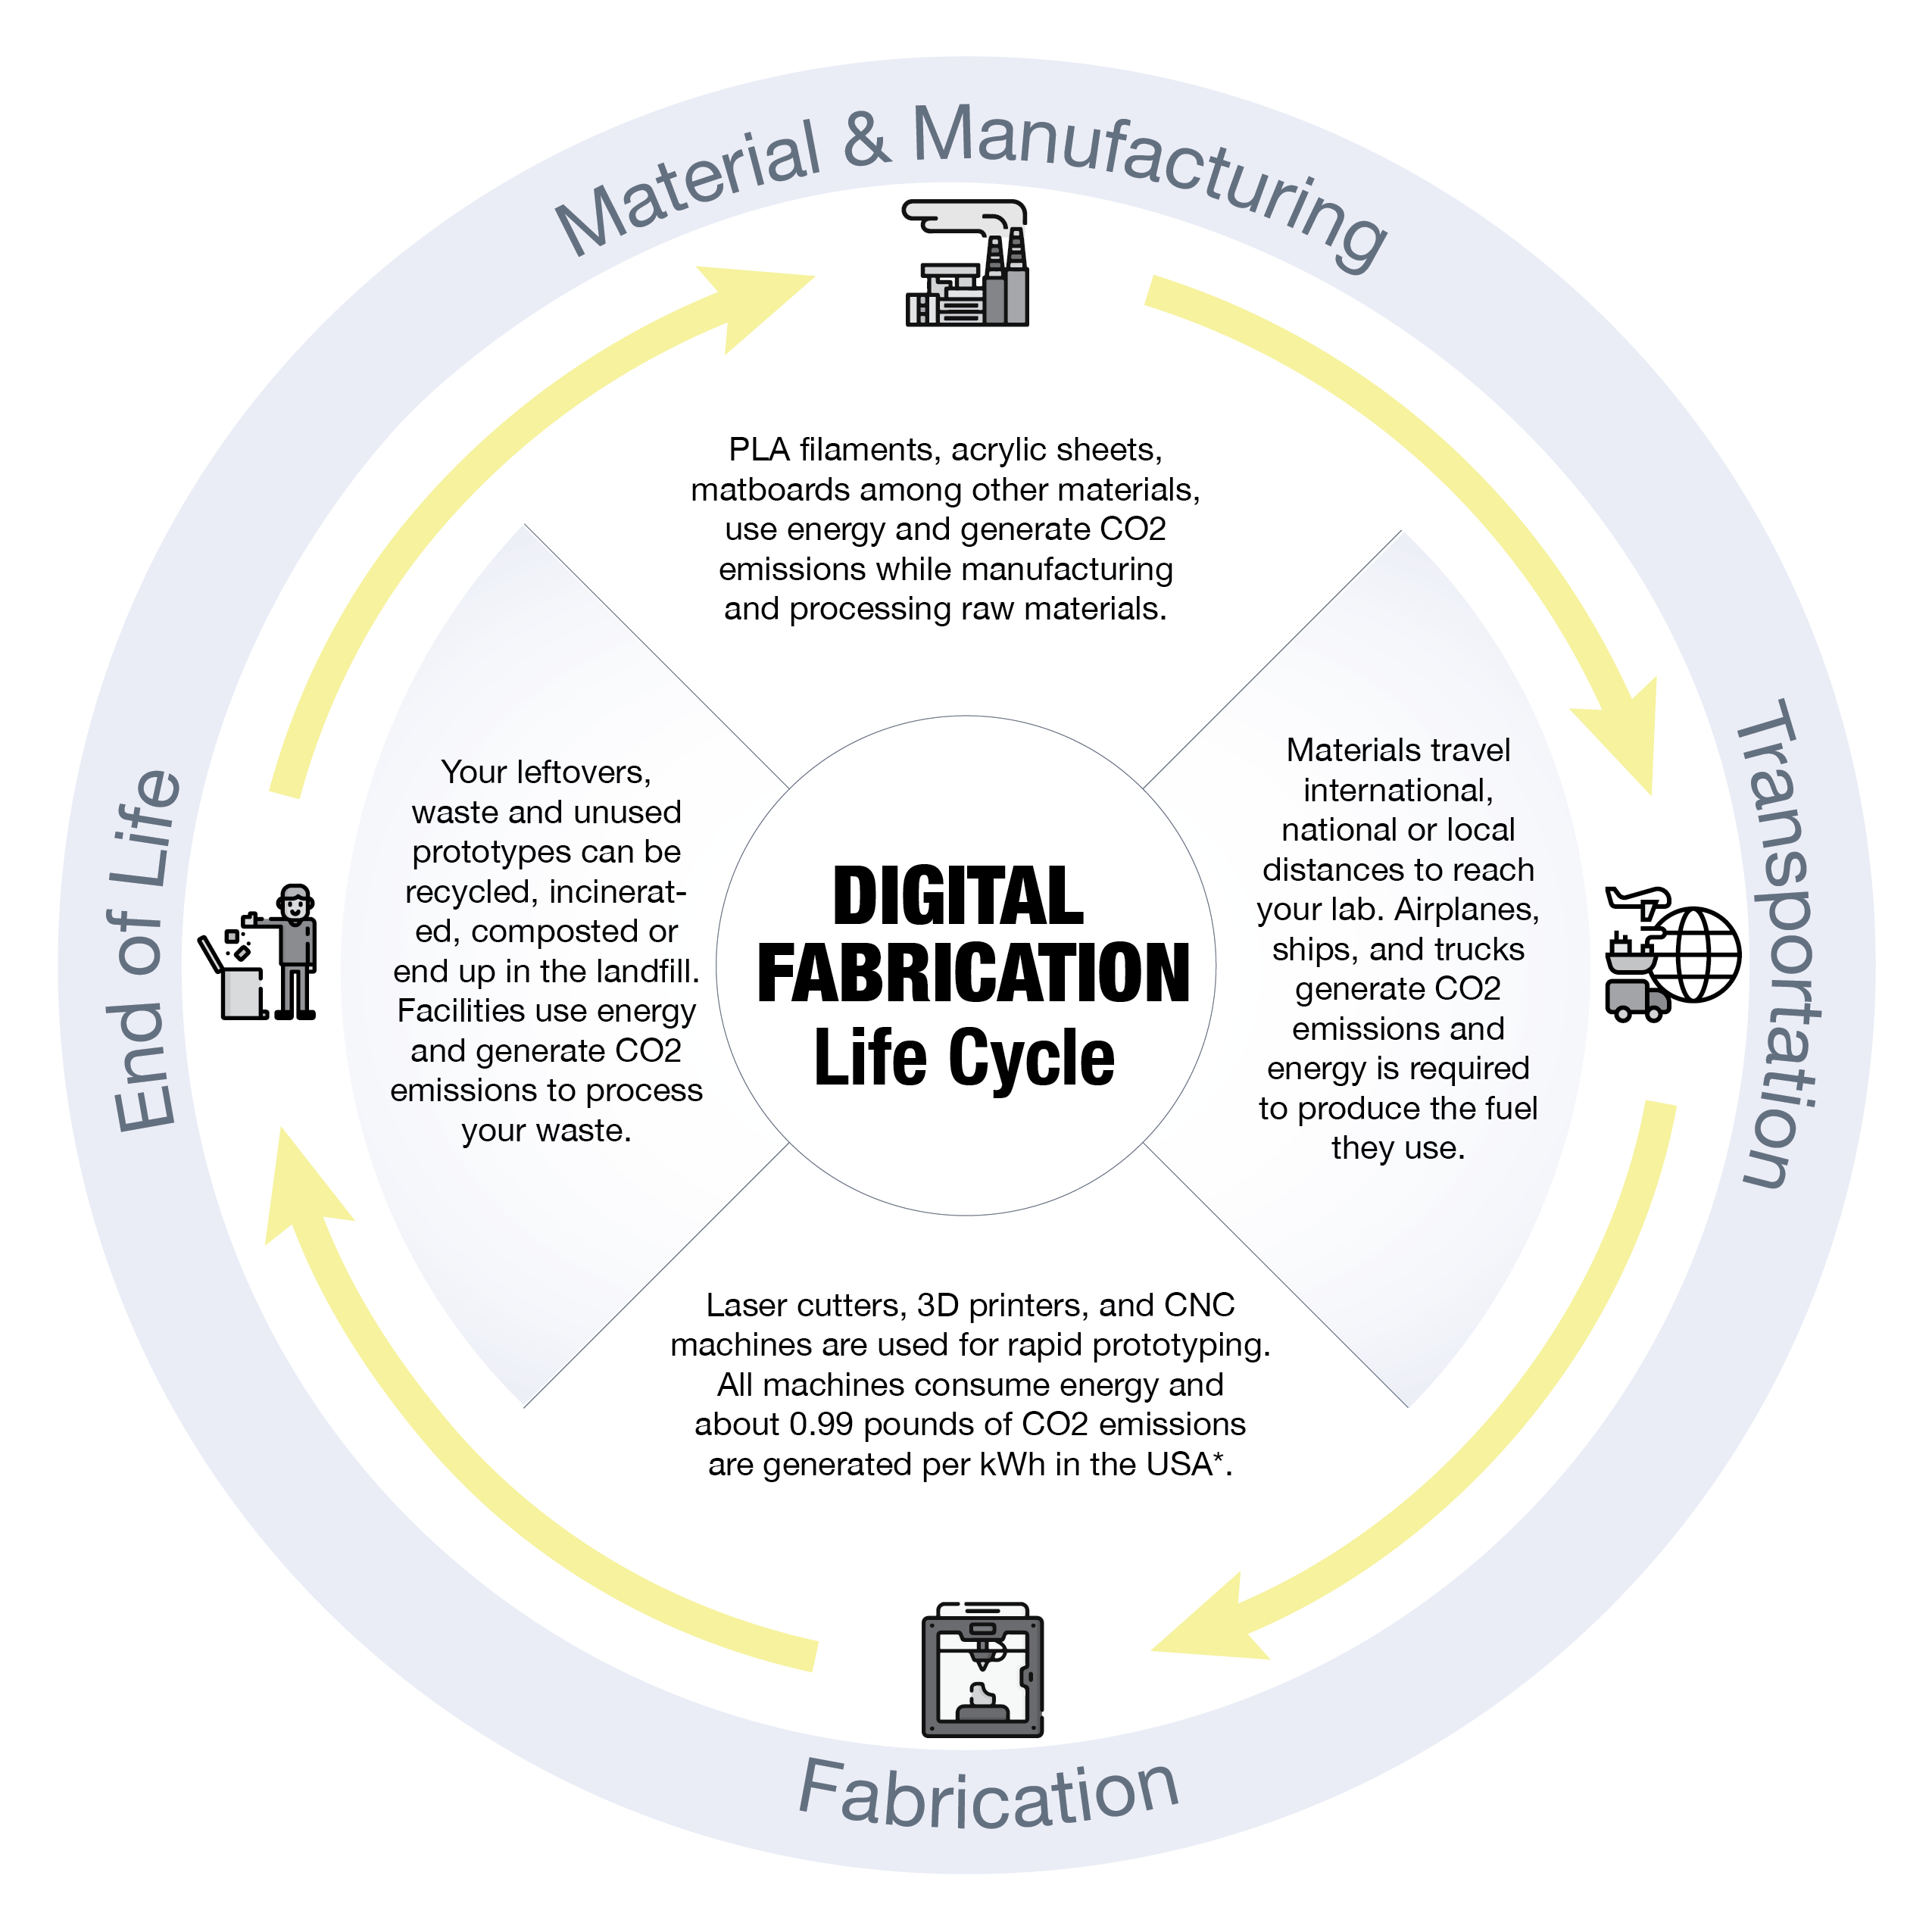 Material & Manufacturing
PLA filaments, acrylic sheets,
matboards among other materials,
use energy and generate CO2
emissions while manufacturing
and processing raw materials.
Transportation
Materials travel
international,
national or local
distances to reach
your lab. Airplanes,
ships, and trucks
generate CO2
emissions and
energy is required
to produce the fuel
they use.
Fabrication
Laser cutters, 3D printers, and CNC
machines are used for rapid prototyping.
All machines consume energy and
about 0.99 pounds of CO2 emissions
are generated per kWh in the USA*.
End of Life
Your leftovers,
waste and unused
prototypes can be
recycled, incinerat-
ed, composted or
end up in the landfill.
Facilities use energy
and generate CO2
emissions to process
your waste.
DIGITAL
FABRICATION
Life Cycle